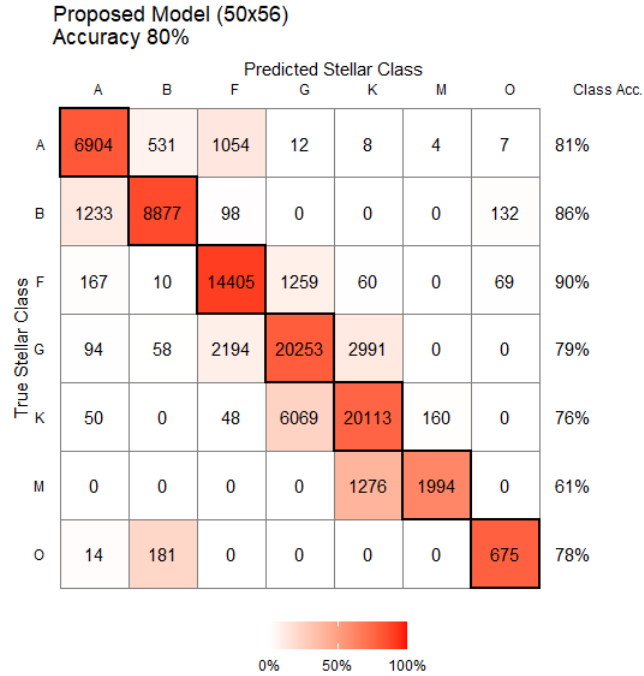 Proposed Model (50x56)
Accuracy 80%
Predicted Stellar Class
A B F G K M O Class Acc.
True Stellar Class
A 6904 531 1054 12 8 4 7 81%
B 1233 8877 98 0 0 0 132 86%
F 167 10 14405 1259 60 0 69 90%
G 94 58 2194 20253 2991 0 0 79%
K 50 0 48 6069 20113 160 0 76%
M 0 0 0 0 1276 1994 0 61%
O 14 181 0 0 0 0 675 78%
0% 50% 100%